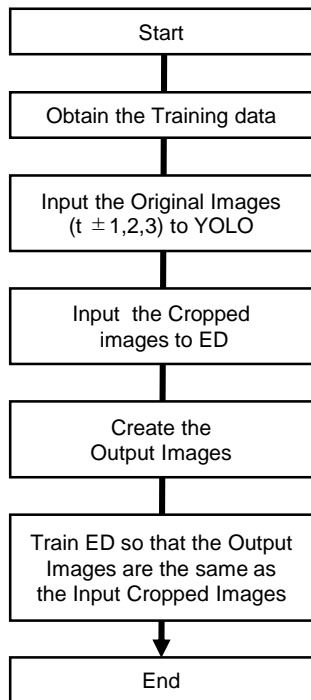 Start
Obtain the Training data
Input the Original Images
(t ±1,2,3) to YOLO
Input the Cropped
images to ED
Create the
Output Images
Train ED so that the Output
Images are the same as
the Input Cropped Images
End